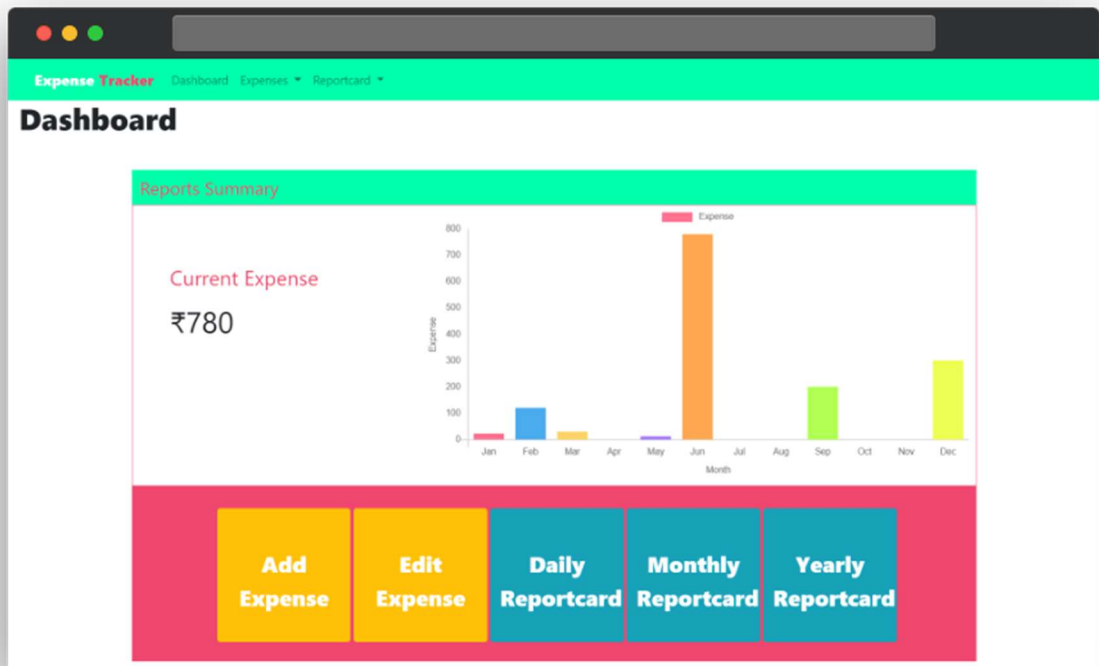 Expense Tracker Dashboard Expenses Reportcard
Dashboard
Reports Summary
Current Expense
₹780
Expense
800
700
600
500
400
300
200
100
0
Expense
Jan Feb Mar Apr May Jun Jul Aug Sep Oct Nov Dec
Month
Add
Expense
Edit
Expense
Daily
Reportcard
Monthly
Reportcard
Yearly
Reportcard